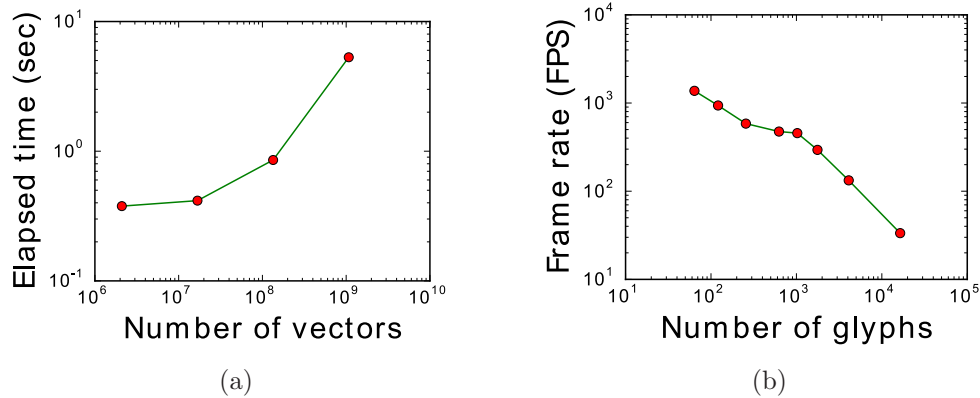 10^1
10^0
10^-1
Elapsed time (sec)
10^6 10^7 10^8 10^9 10^10
Number of vectors
(a)
10^4
10^3
10^2
10^1
Frame rate (FPS)
10^1 10^2 10^3 10^4 10^5
Number of glyphs
(b)